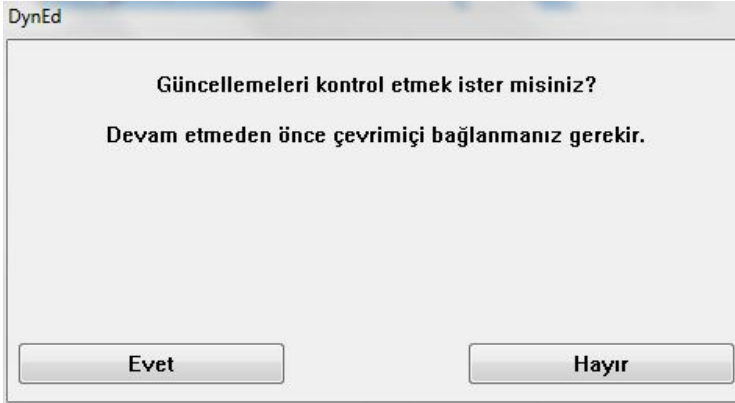 DynEd
Güncellemeleri kontrol etmek ister misiniz?
Devam etmeden önce çevrimiçi bağlanmanız gerekir.
Evet
Hayır